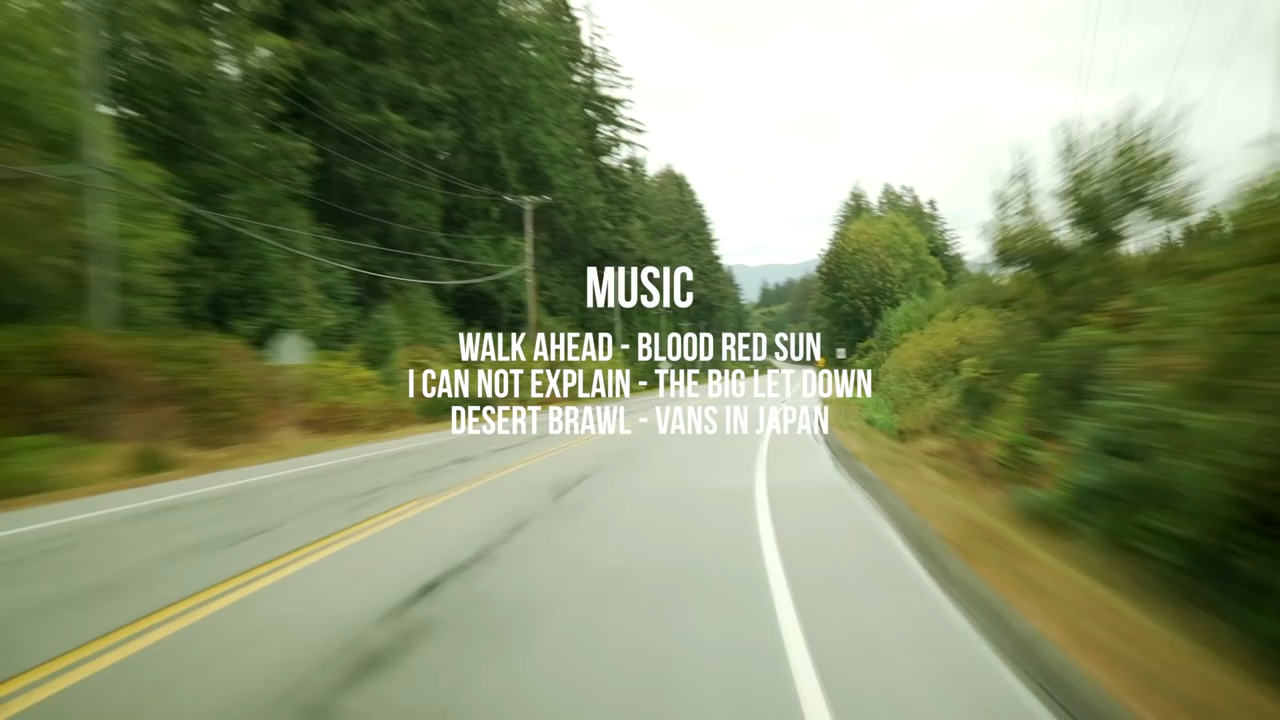 MUSIC
WALK AHEAD - BLOOD RED SUN
I CAN NOT EXPLAIN - THE BIG LET DOWN
DESERT BRAWL - VANS IN JAPAN